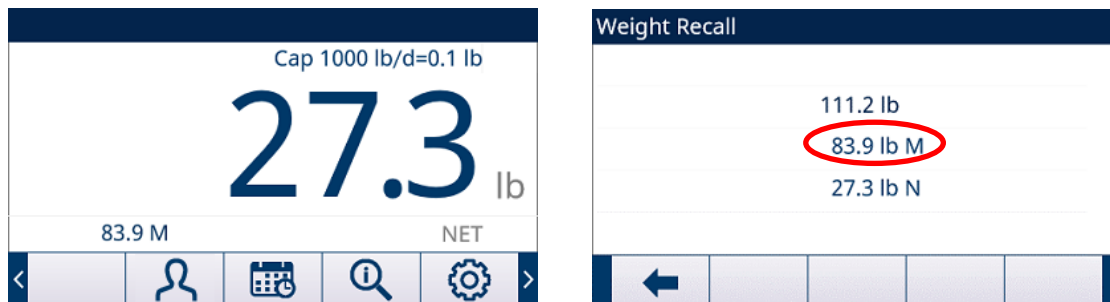 Cap 1000 lb/d=0.1 lb
27.3 lb
83.9 M NET
Weight Recall
111.2 lb
83.9 lb M
27.3 lb N